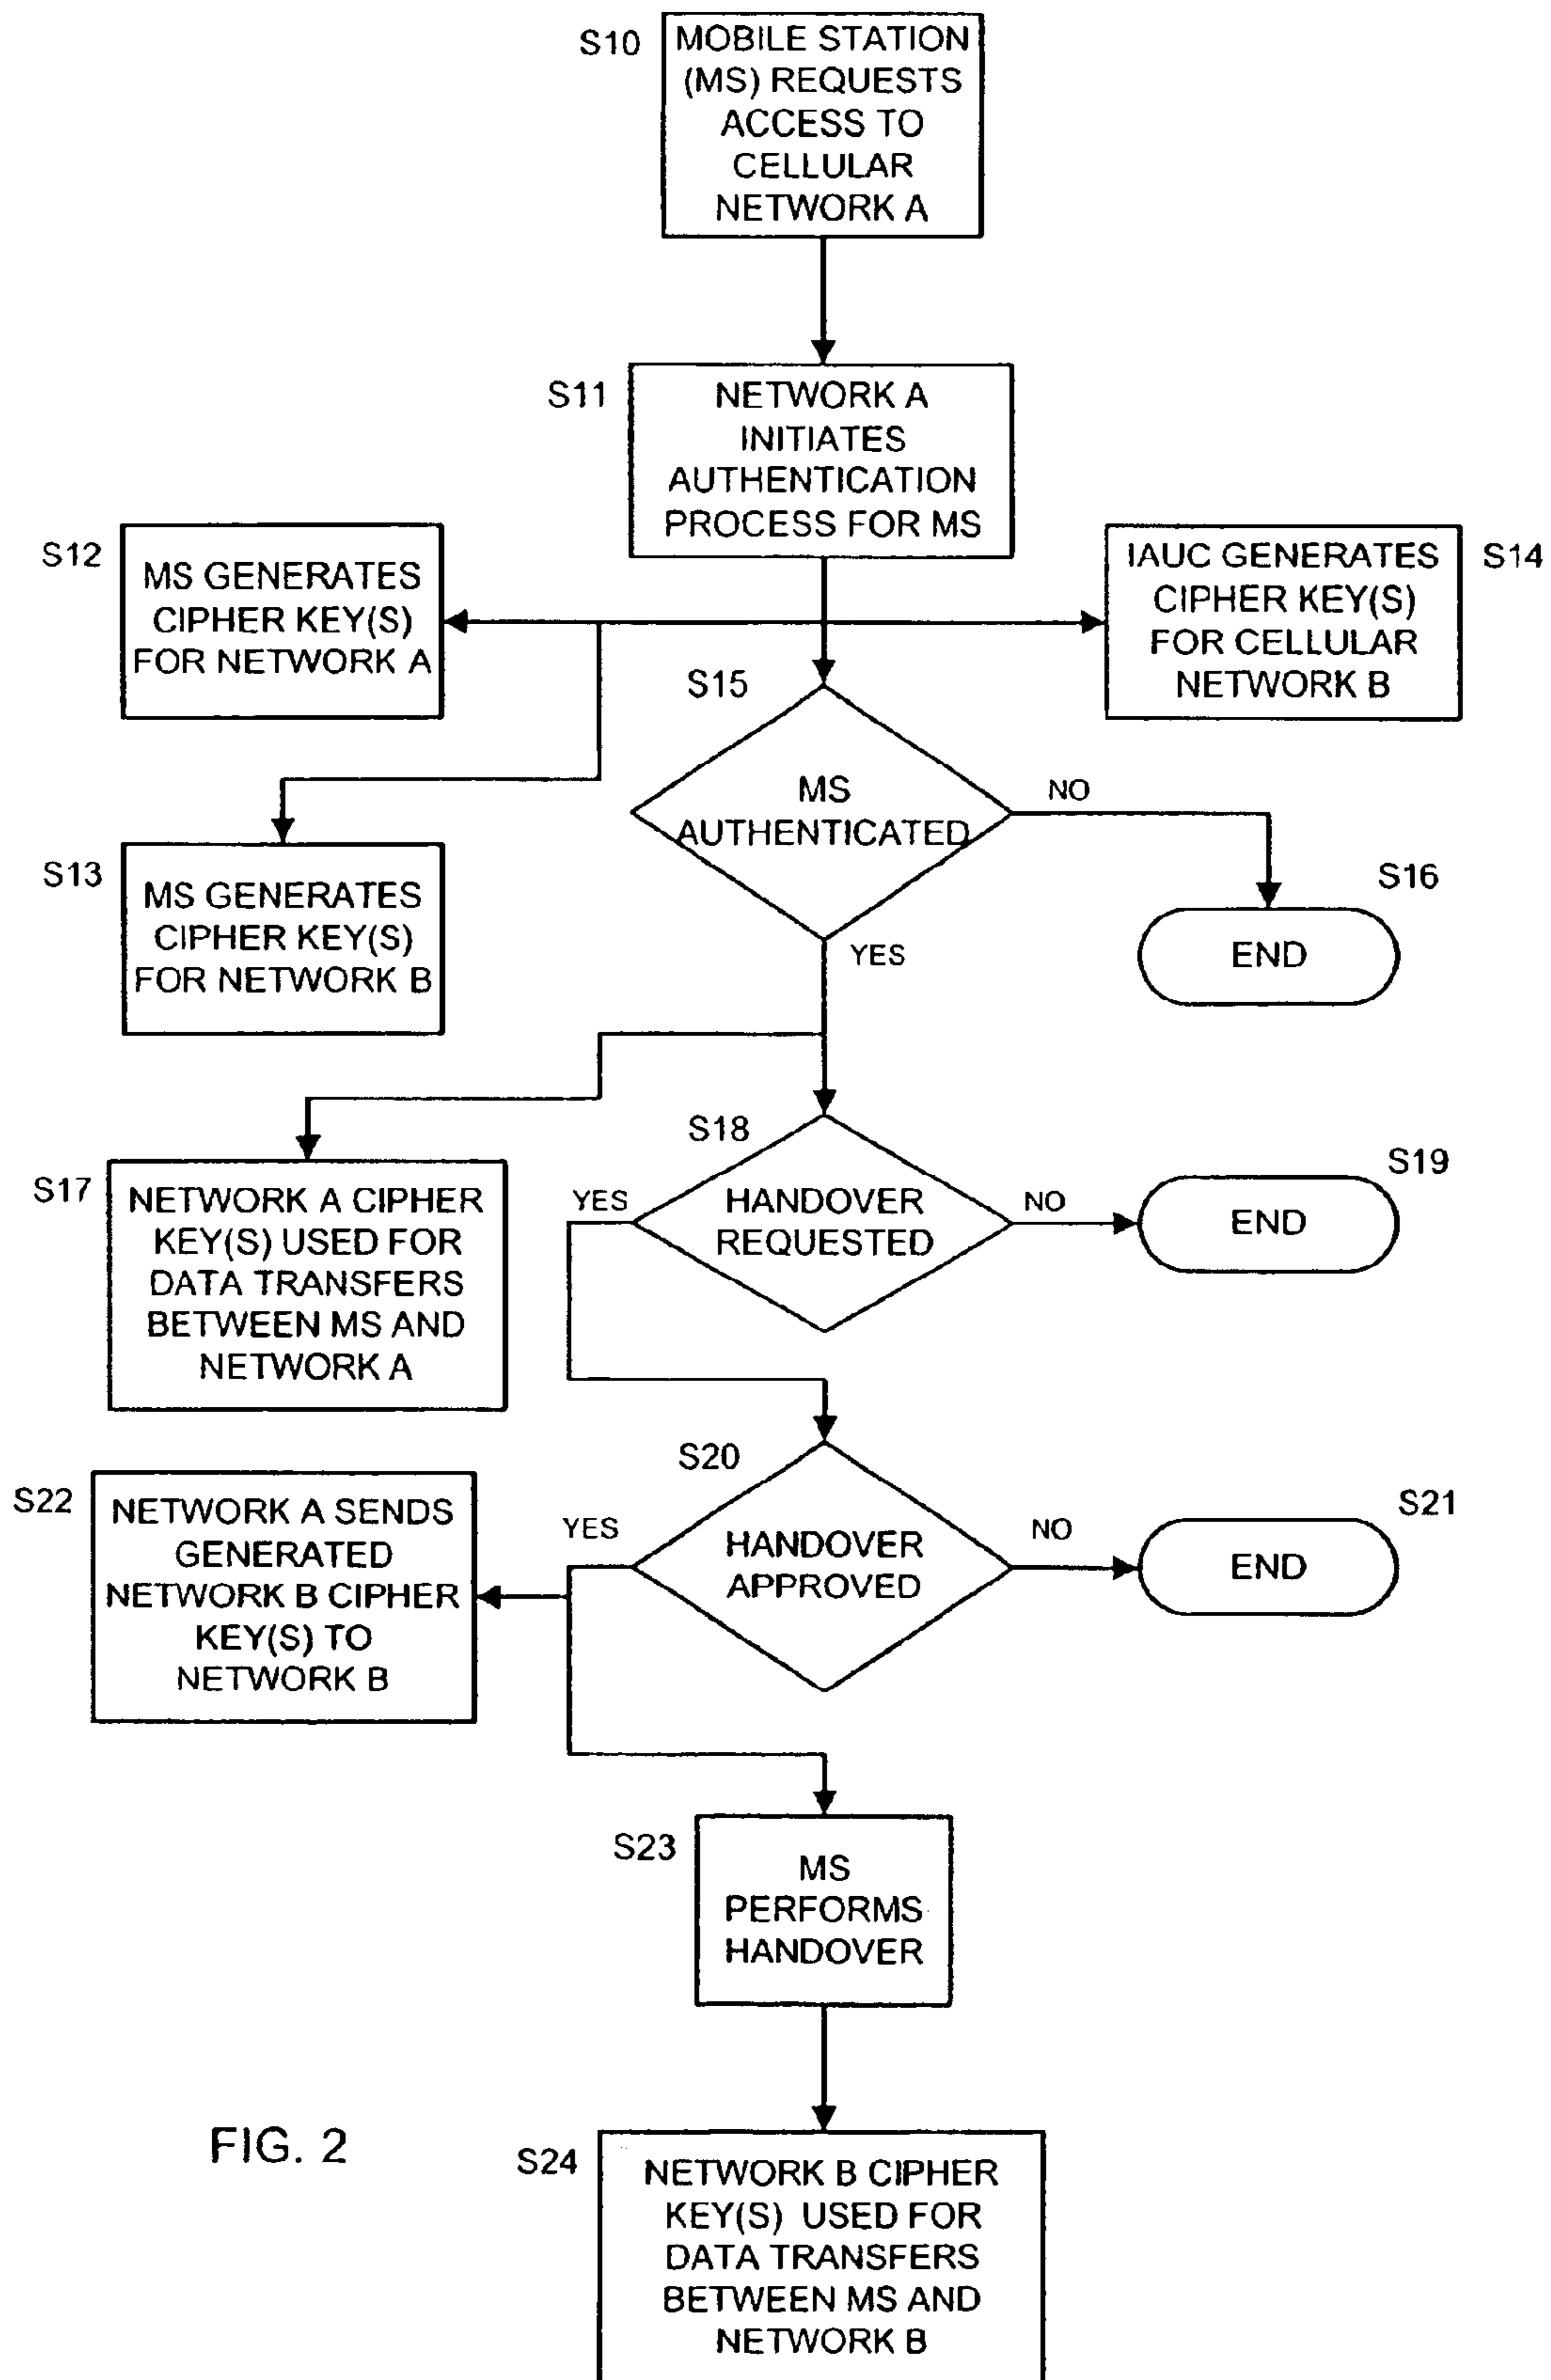 S10
MOBILE STATION
(MS) REQUESTS
ACCESS TO
CELLULAR
NETWORK A
S11
NETWORK A
INITIATES
AUTHENTICATION
PROCESS FOR MS
S12
MS GENERATES
CIPHER KEY(S)
FOR NETWORK A
IAUC GENERATES
CIPHER KEY(S)
FOR CELLULAR
NETWORK B
S14
S15
MS
AUTHENTICATED
NO
YES
S13
MS GENERATES
CIPHER KEY(S)
FOR NETWORK B
S16
END
S17
NETWORK A CIPHER
KEY(S) USED FOR
DATA TRANSFERS
BETWEEN MS AND
NETWORK A
S18
YES
HANDOVER
REQUESTED
NO
S19
END
S20
YES
HANDOVER
APPROVED
NO
S21
END
S22
NETWORK A SENDS
GENERATED
NETWORK B CIPHER
KEY(S) TO
NETWORK B
S23
MS
PERFORMS
HANDOVER
FIG. 2
S24
NETWORK B CIPHER
KEY(S) USED FOR
DATA TRANSFERS
BETWEEN MS AND
NETWORK B